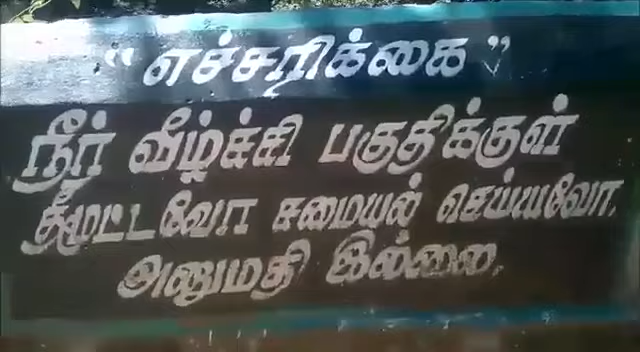 "எச்சரிக்கை"
நீர் வீழ்ச்சி பகுதிக்குள்
தீமூட்டவோ சமையல் செய்யவோ.
அனுமதி இல்லை.